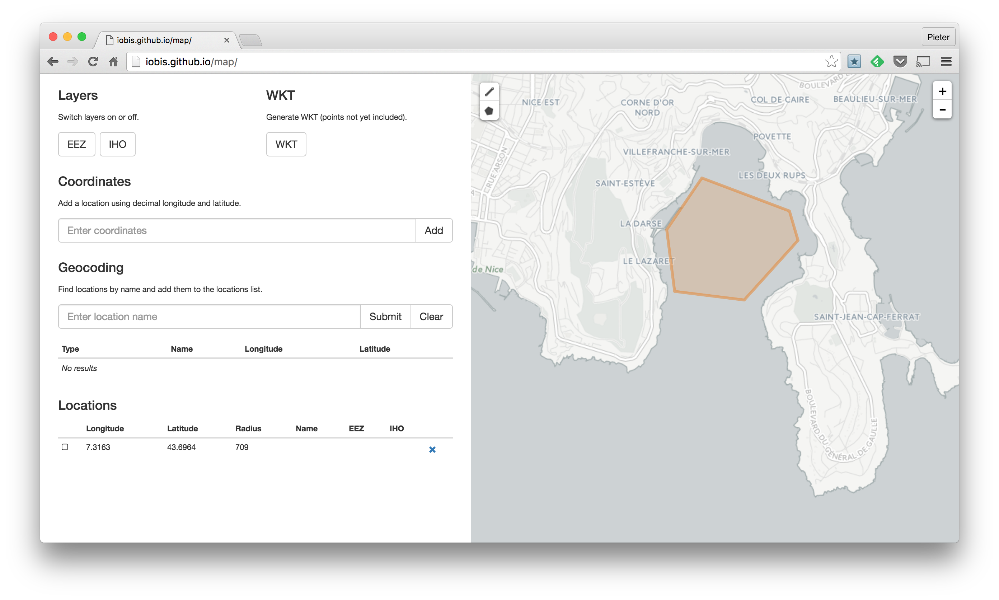 iobis.github.io/map/
Pieter
iobis.github.io/map/
Layers
Switch layers on or off.
EEZ IHO
WKT
Generate WKT (points not yet included).
WKT
Coordinates
Add a location using decimal longitude and latitude.
Enter coordinates Add
Geocoding
Find locations by name and add them to the locations list.
Enter location name Submit Clear
Type Name Longitude Latitude
No results
Locations
Longitude Latitude Radius Name EEZ IHO
7.3163 43.6964 709
+
−
BOULEVARD
NICE EST
CORNE D'OR
NORD
COL DE CAIRE
BEAULIEU-SUR-MER
POVETTE
VILLEFRANCHE-SUR-MER
RUE ARSON
LES DEUX RUPS
SAINT-ESTÈVE
LA DARSE
LE LAZARET
de Nice
SAINT-JEAN-CAP-FERRAT
BOULEVARD DU GÉNÉRAL DE GAULLE